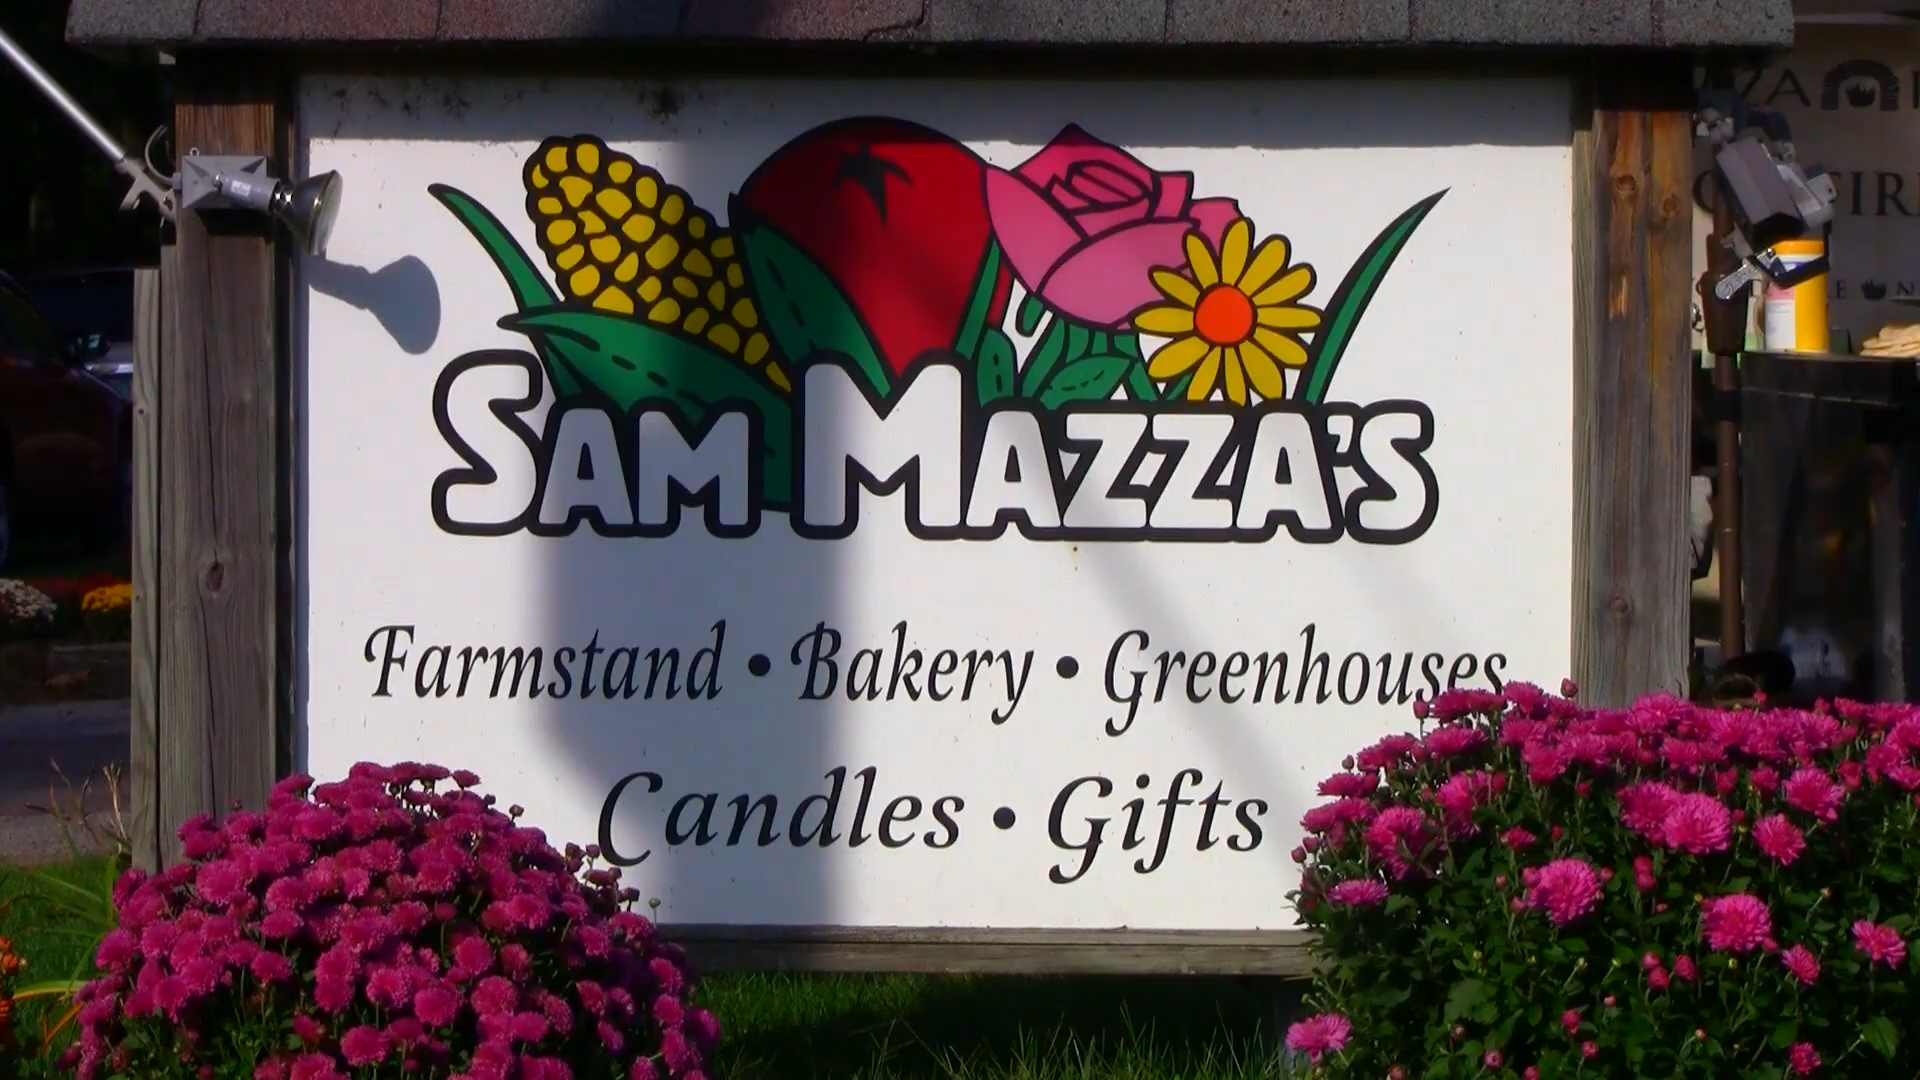 SAM MAZZA'S
Farmstand • Bakery • Greenhouses
Candles • Gifts